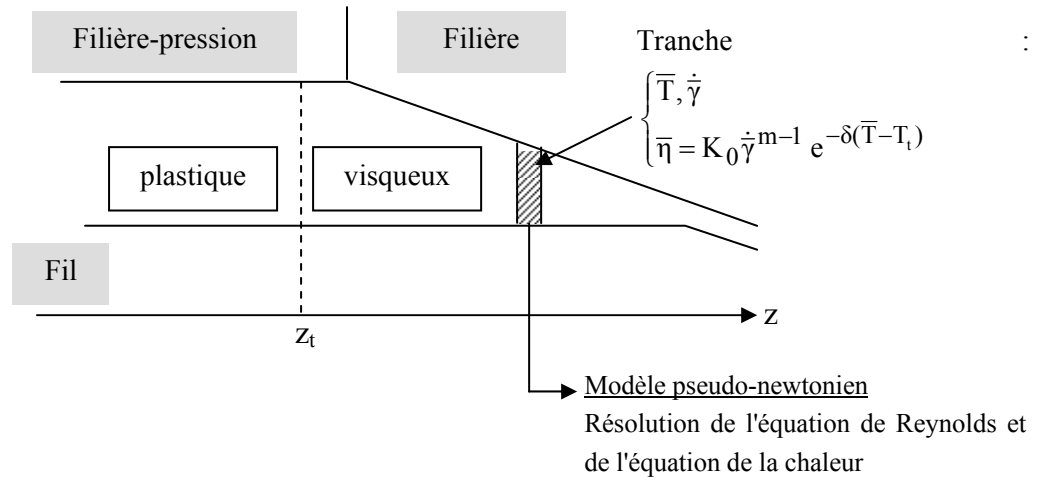 Filière-pression
Filière
Tranche :
T̅, γ̇̅
η̅ = K₀ γ̇̅ᵐ⁻¹ e^−δ(T̅−Tₜ)
plastique
visqueux
Fil
zₜ
z
Modèle pseudo-newtonien
Résolution de l'équation de Reynolds et
de l'équation de la chaleur